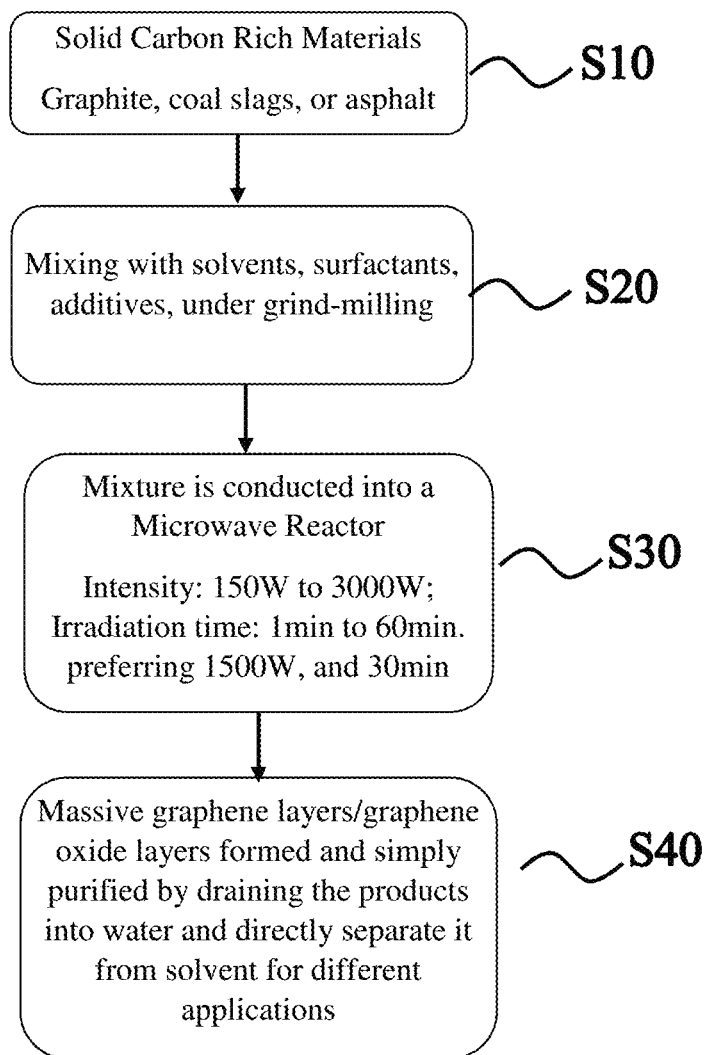 Solid Carbon Rich Materials
Graphite, coal slags, or asphalt
S10
Mixing with solvents, surfactants,
additives, under grind-milling
S20
Mixture is conducted into a
Microwave Reactor
Intensity: 150W to 3000W;
Irradiation time: 1min to 60min.
preferring 1500W, and 30min
S30
Massive graphene layers/graphene
oxide layers formed and simply
purified by draining the products
into water and directly separate it
from solvent for different
applications
S40